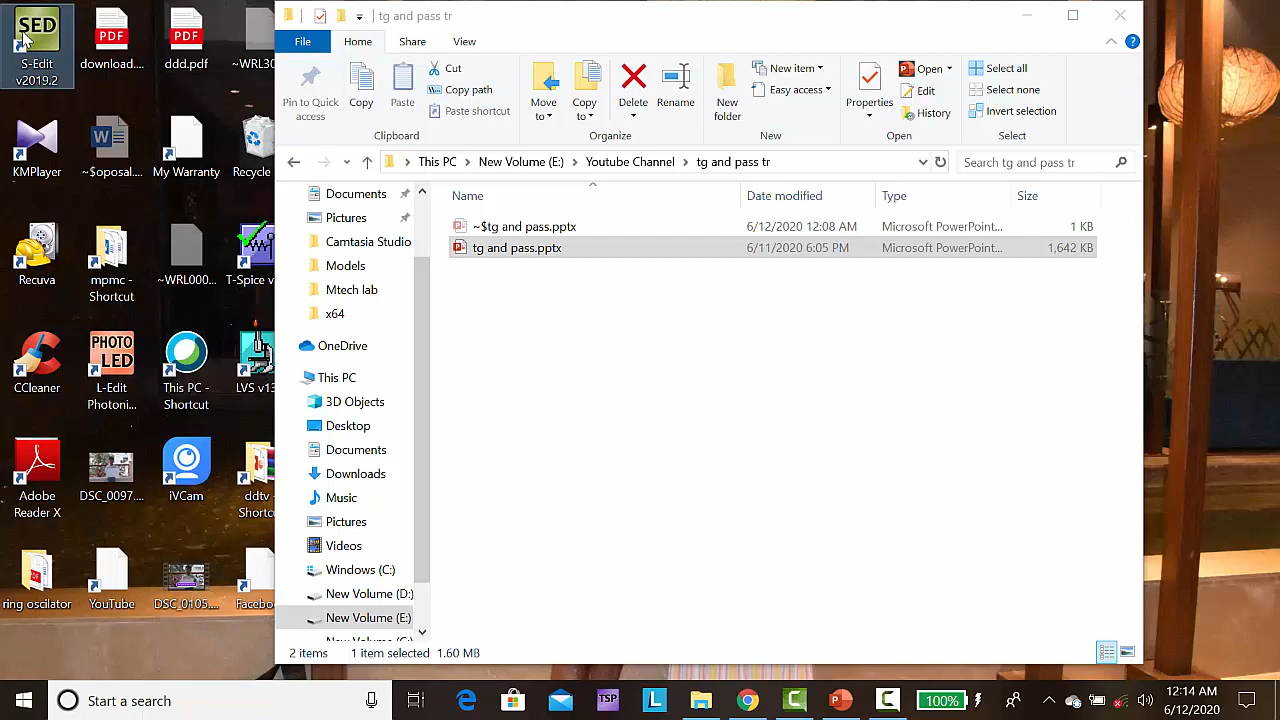 SED
S-Edit
v2019.2
PDF
download....
PDF
ddd.pdf
~WRL30
KMPlayer
~$oposal....
My Warranty
Recycle
Recuva
mpmc -
Shortcut
~WRL000...
T-Spice v
CCleaner
PHOTO
LED
L-Edit
Photoni...
This PC -
Shortcut
LVS v13
Adobe
Reader X
DSC_0097....
iVCam
ddtv -
Shortc
ring oscilator
YouTube
DSC_0105....
Facebo
tg and pass tr
File
Home
Share
View
Pin to Quick
access
Copy
Paste
Cut
Copy path
Paste shortcut
Clipboard
Move
to
Copy
to
Delete
Rename
Organize
New
folder
New item
Easy access
New
Properties
Open
Edit
History
Open
Select all
Select none
Invert selection
Select
This PC
New Volume (E:)
Youtube Channel
tg and pass tr
Search tg and pass tr
Documents
Pictures
Camtasia Studio
Models
Mtech lab
x64
OneDrive
This PC
3D Objects
Desktop
Documents
Downloads
Music
Pictures
Videos
Windows (C:)
New Volume (D:)
New Volume (E:)
Name
Date modified
Type
Size
~$tg and pass.pptx
6/12/2020 12:08 AM
Microsoft PowerPoint...
1 KB
tg and pass.pptx
6/11/2020 6:05 PM
Microsoft PowerPoint...
1,642 KB
2 items
1 item selected 1.60 MB
Start a search
TSP
L
100%
12:14 AM
6/12/2020